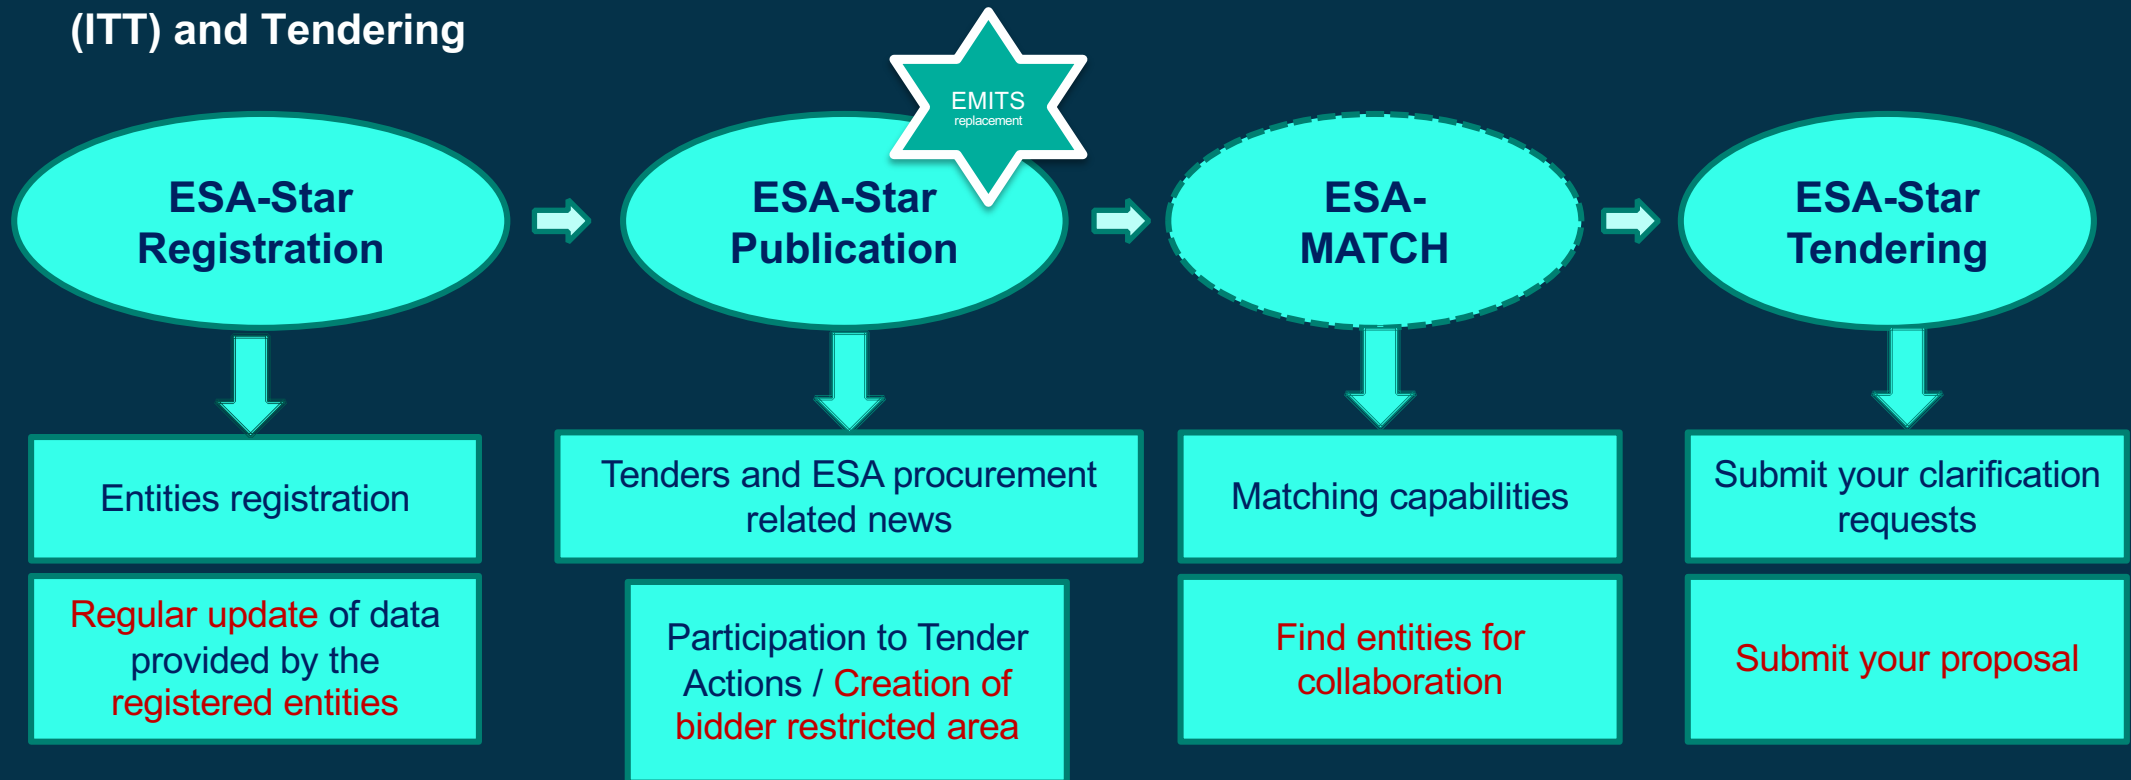 (ITT) and Tendering
EMITS
replacement
ESA-Star
Registration
ESA-Star
Publication
ESA-
MATCH
ESA-Star
Tendering
Entities registration
Tenders and ESA procurement
related news
Matching capabilities
Submit your clarification
requests
Regular update of data
provided by the
registered entities
Participation to Tender
Actions / Creation of
bidder restricted area
Find entities for
collaboration
Submit your proposal